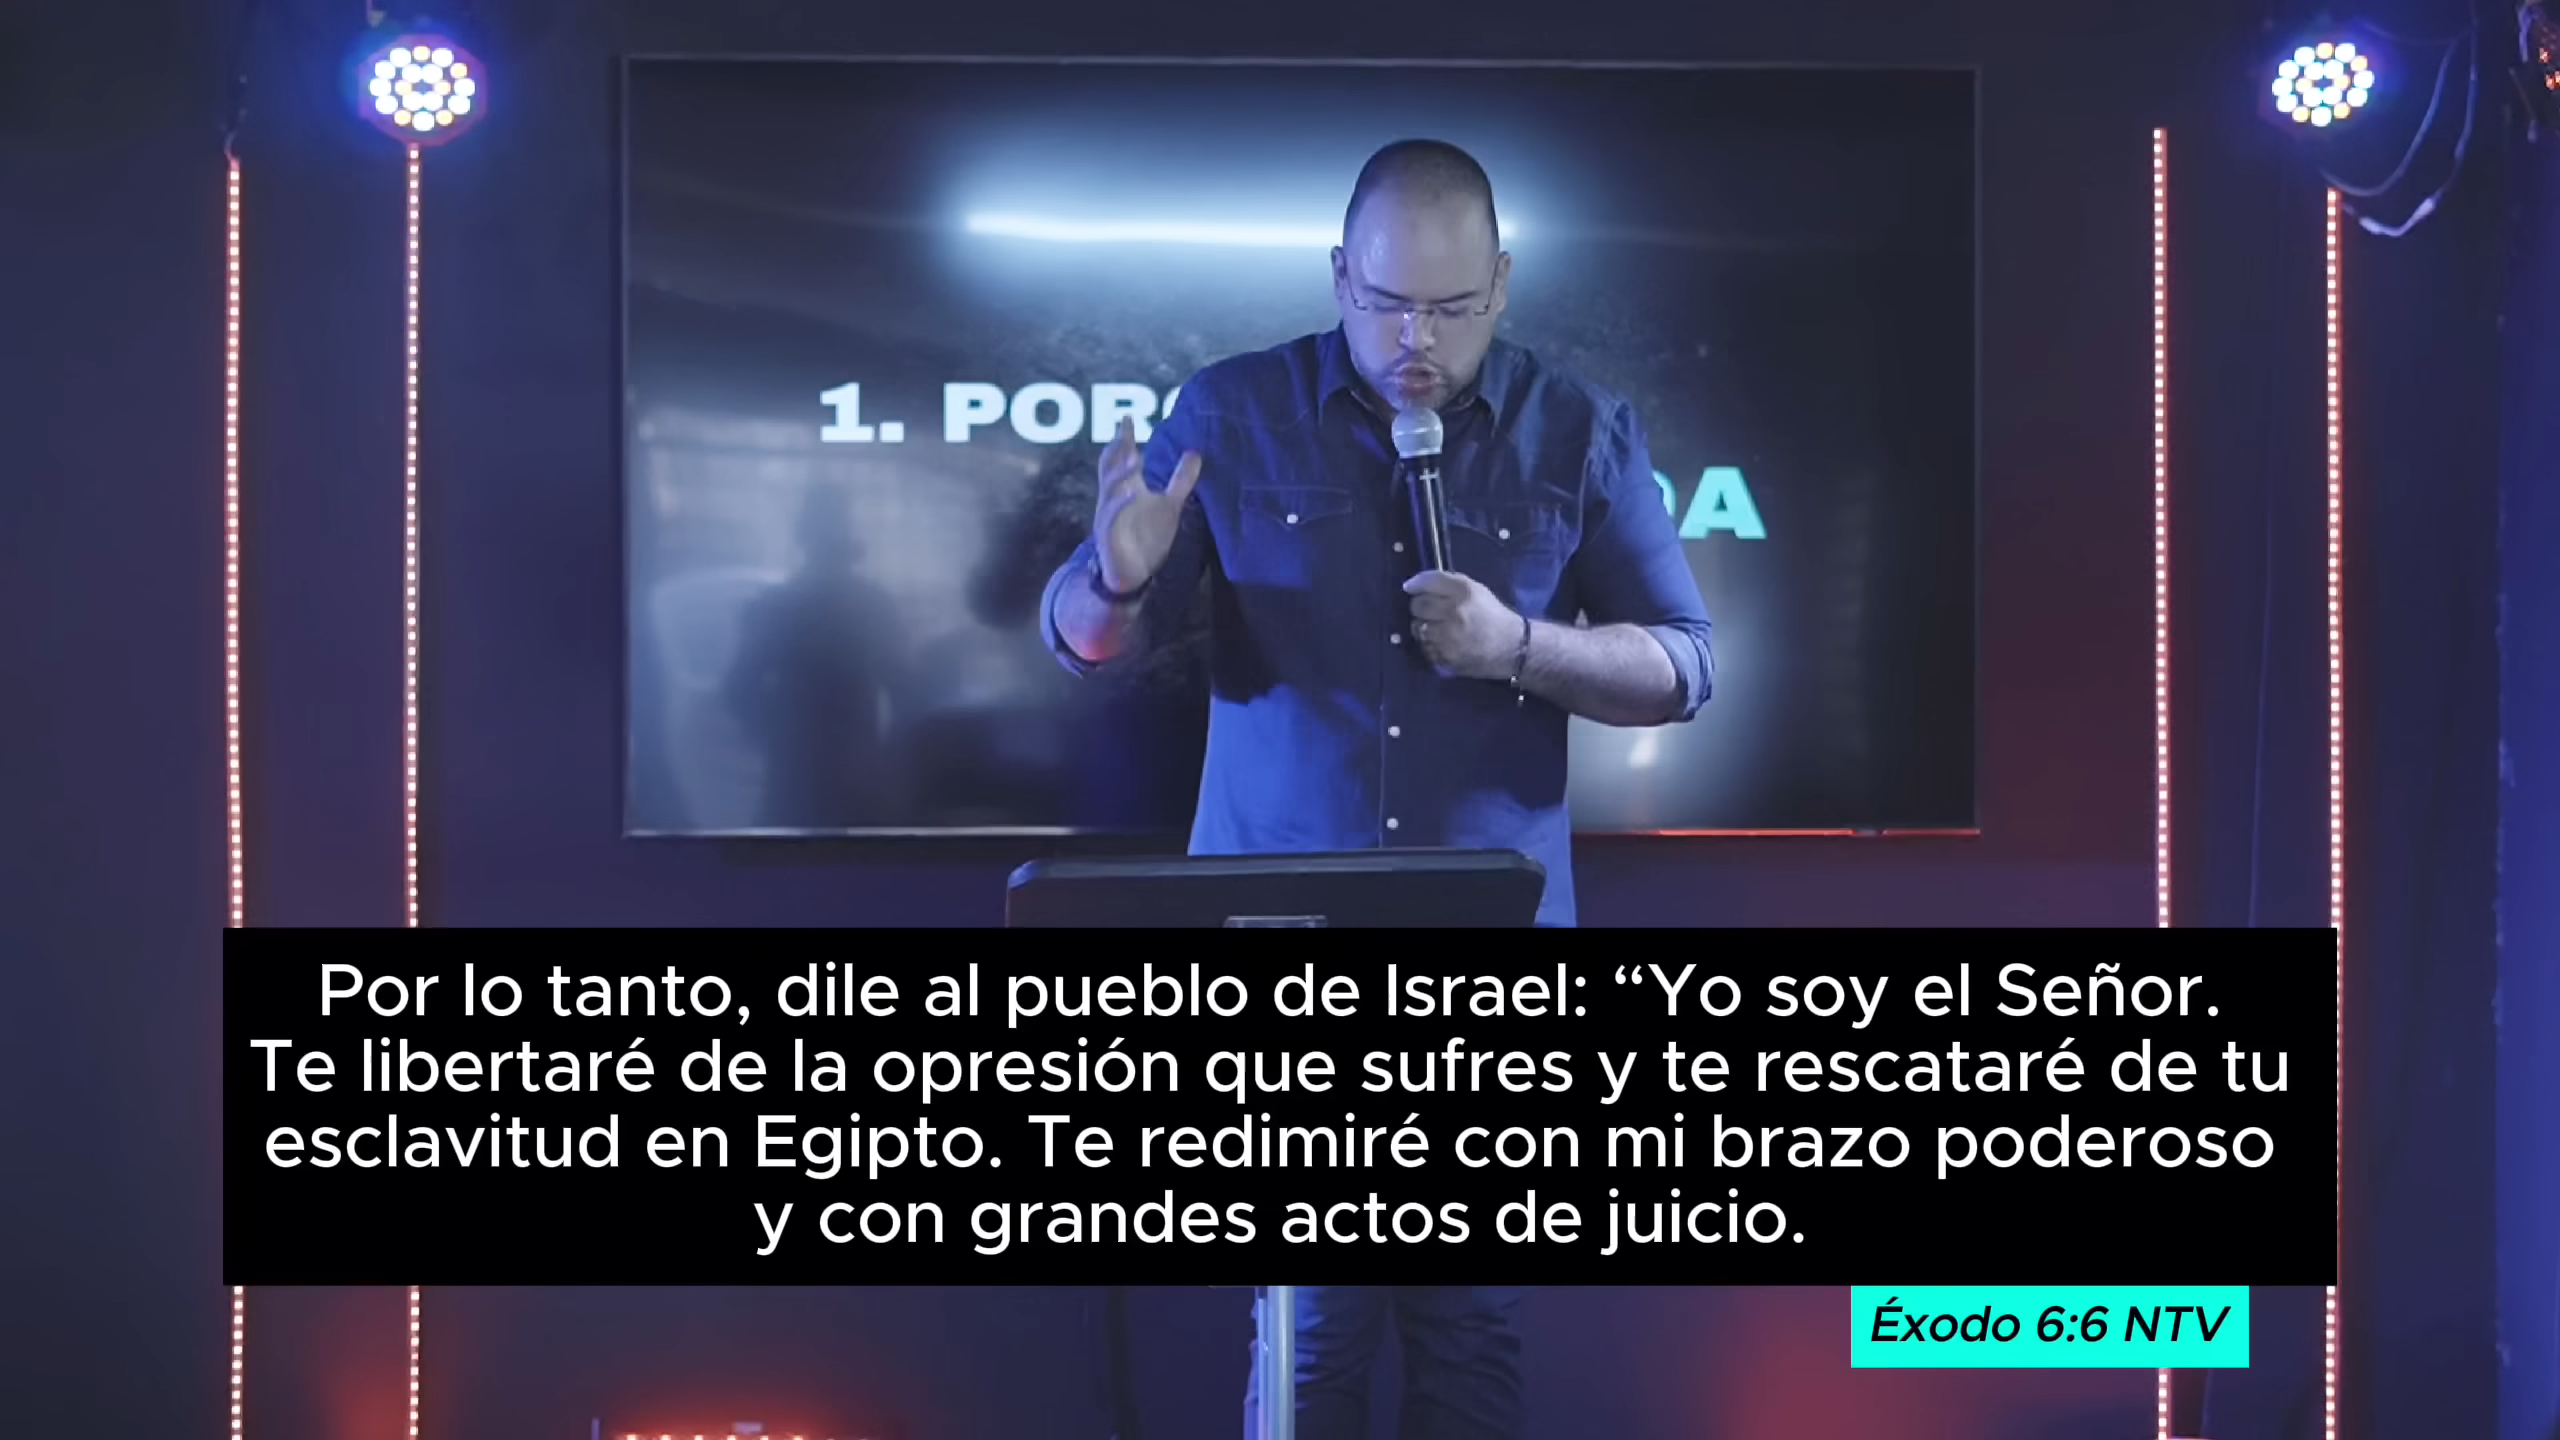 1. POR
DA
Por lo tanto, dile al pueblo de Israel: “Yo soy el Señor.
Te libertaré de la opresión que sufres y te rescataré de tu
esclavitud en Egipto. Te redimiré con mi brazo poderoso
y con grandes actos de juicio.
Éxodo 6:6 NTV